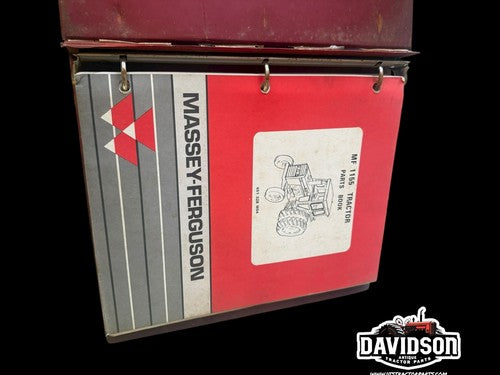 MASSEY-FERGUSON
MF 1155 TRACTOR
PARTS BOOK
DAVIDSON
ANTIQUE
TRACTOR PARTS